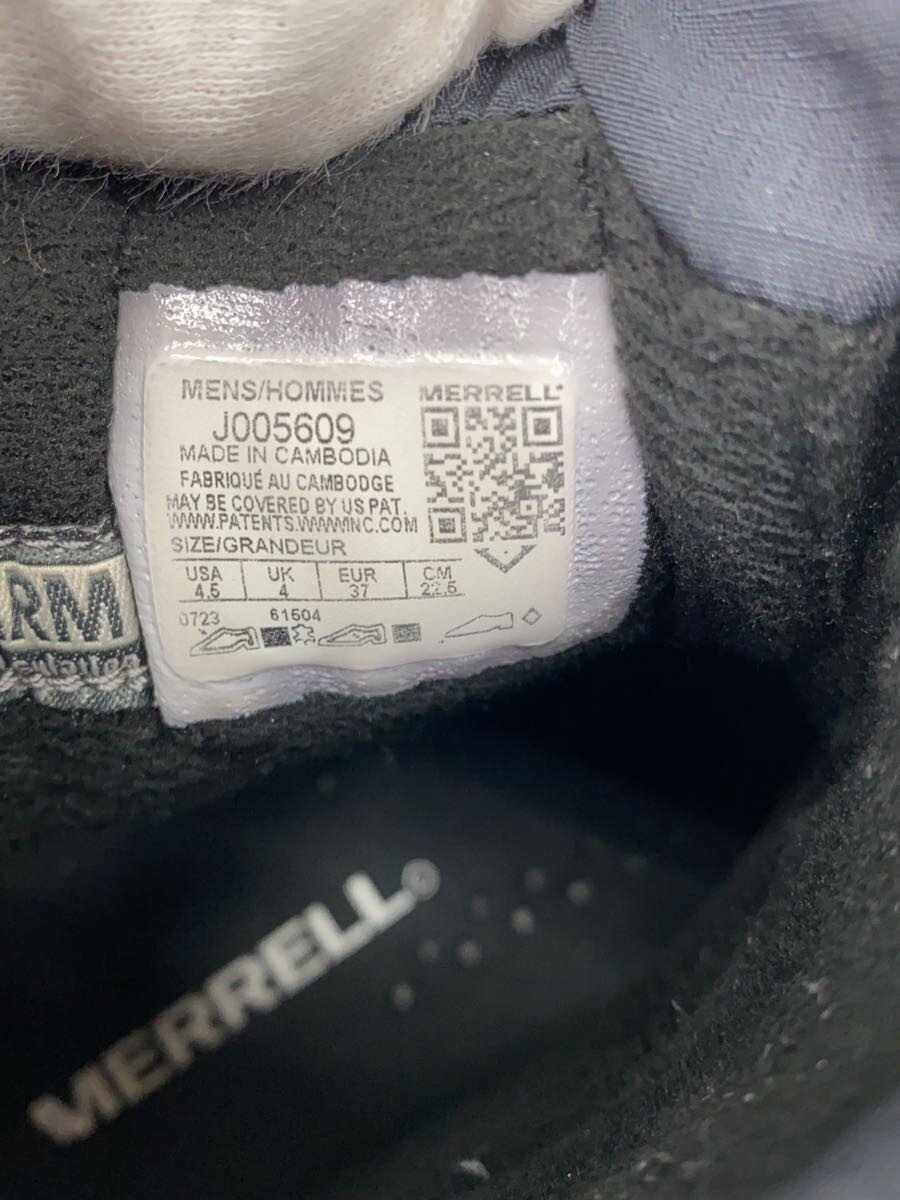 MENS/HOMMES
J005609
MADE IN CAMBODIA
FABRIQUÉ AU CAMBODGE
MAY BE COVERED BY US PAT.
WWW.PATENTS.WWWINC.COM
SIZE/GRANDEUR
USA UK EUR CM
4.5 4 37 22.5
0723 61504
MERRELL
RM
MERRELL